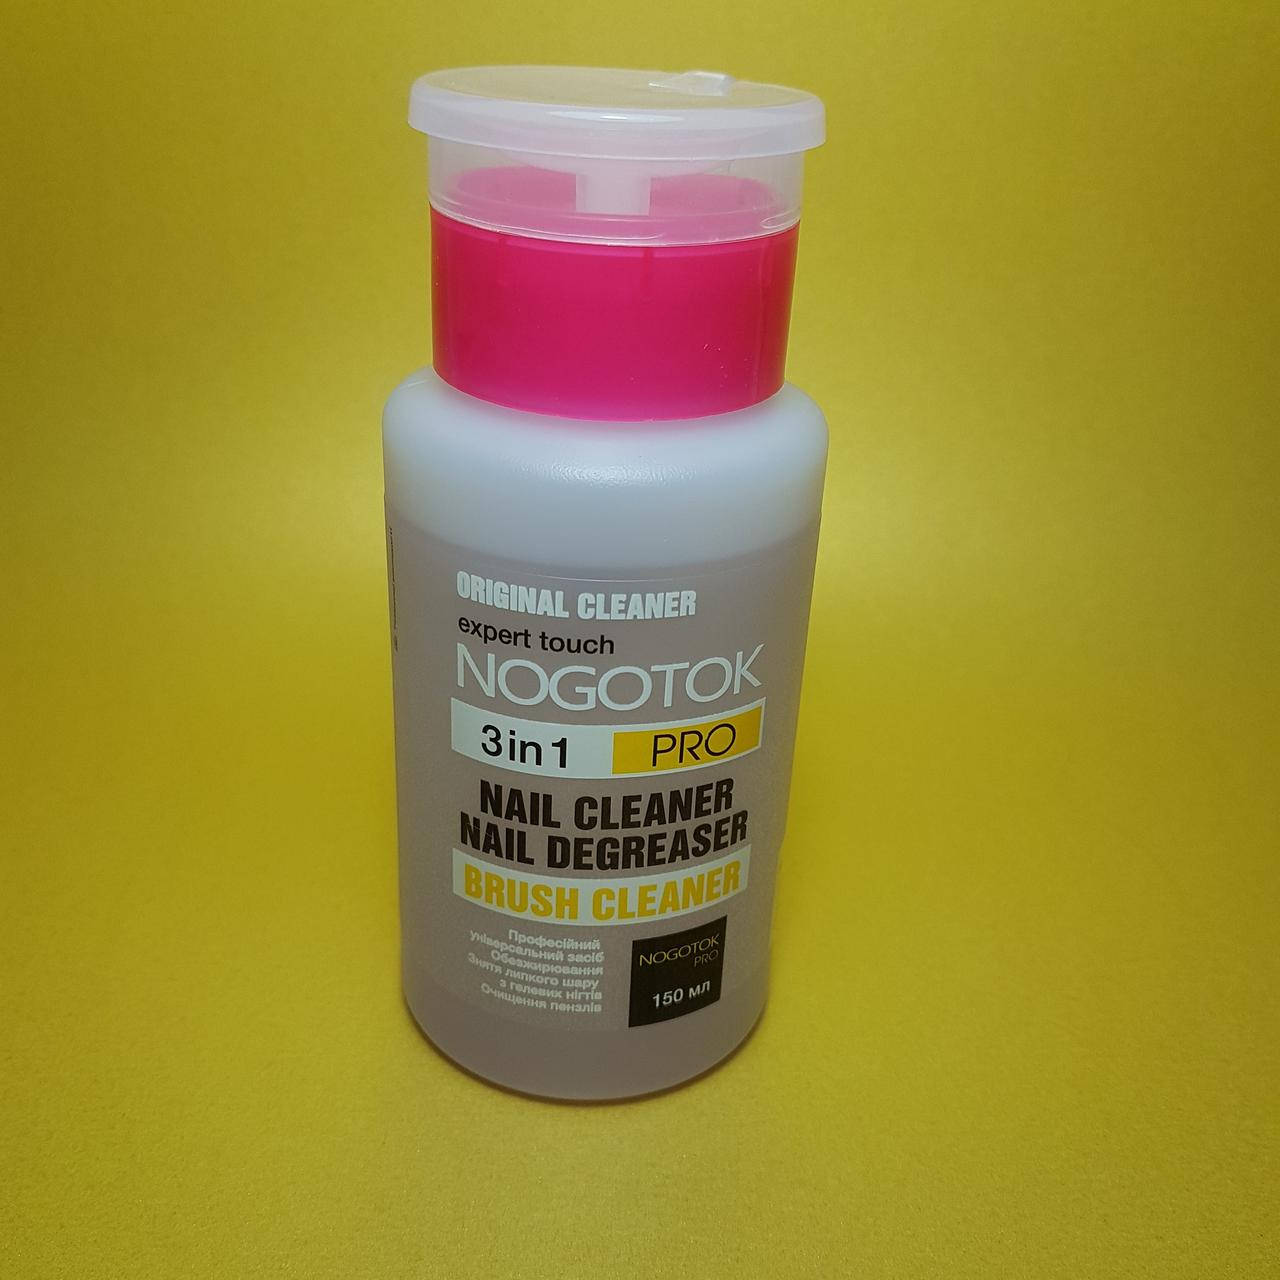 ORIGINAL CLEANER
expert touch
NOGOTOK
3 in 1 PRO
NAIL CLEANER
NAIL DEGREASER
BRUSH CLEANER
Професійний
універсальний засіб
Обезжирювання
Зняття липкого шару
з гелевих нігтів
Очищення пензлів
NOGOTOK
PRO
150 мл